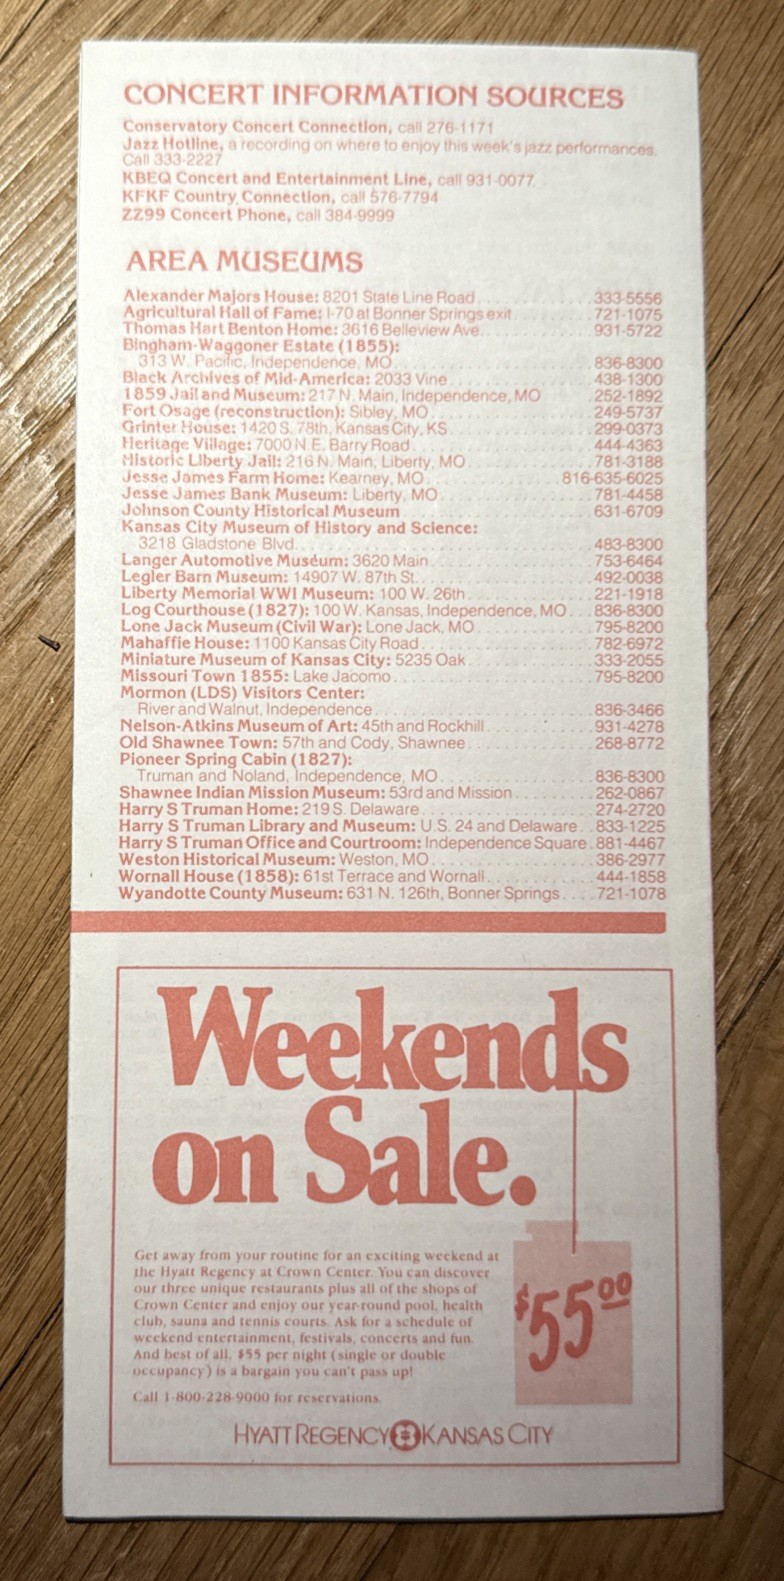 CONCERT INFORMATION SOURCES
Conservatory Concert Connection, call 276-1171
Jazz Hotline, a recording on where to enjoy this week's jazz performances.
Call 333-2227
KBEQ Concert and Entertainment Line, call 931-0077.
KFKF Country Connection, call 576-7794
ZZ99 Concert Phone, call 384-9999
AREA MUSEUMS
Alexander Majors House: 8201 State Line Road . . . . . . . . . . . . 333-5556
Agricultural Hall of Fame: I-70 at Bonner Springs exit . . . . . . . . 721-1075
Thomas Hart Benton Home: 3616 Belleview Ave. . . . . . . . . . . . 931-5722
Bingham-Waggoner Estate (1855):
313 W. Pacific, Independence, MO . . . . . . . . . . . . . . . . . . 836-8300
Black Archives of Mid-America: 2033 Vine . . . . . . . . . . . . . . 438-1300
1859 Jail and Museum: 217 N. Main, Independence, MO 252-1892
Fort Osage (reconstruction): Sibley, MO . . . . . . . . . . . . . . . 249-5737
Grinter House: 1420 S. 78th, Kansas City, KS . . . . . . . . . . . . 299-0373
Heritage Village: 7000 N.E. Barry Road . . . . . . . . . . . . . . . 444-4363
Historic Liberty Jail: 216 N. Main, Liberty, MO . . . . . . . . . . . . 781-3188
Jesse James Farm Home: Kearney, MO . . . . . . . . . . . . 816-635-6025
Jesse James Bank Museum: Liberty, MO . . . . . . . . . . . . . . 781-4458
Johnson County Historical Museum . . . . . . . . . . . . . . . . 631-6709
Kansas City Museum of History and Science:
3218 Gladstone Blvd. . . . . . . . . . . . . . . . . . . . . . . . . 483-8300
Langer Automotive Museum: 3620 Main . . . . . . . . . . . . . . 753-6464
Legler Barn Museum: 14907 W. 87th St. . . . . . . . . . . . . . . 492-0038
Liberty Memorial WWI Museum: 100 W. 26th . . . . . . . . . . . . 221-1918
Log Courthouse (1827): 100 W. Kansas, Independence, MO . . . 836-8300
Lone Jack Museum (Civil War): Lone Jack, MO . . . . . . . . . . . 795-8200
Mahaffie House: 1100 Kansas City Road . . . . . . . . . . . . . . 782-6972
Miniature Museum of Kansas City: 5235 Oak . . . . . . . . . . . . 333-2055
Missouri Town 1855: Lake Jacomo . . . . . . . . . . . . . . . . . 795-8200
Mormon (LDS) Visitors Center:
River and Walnut, Independence . . . . . . . . . . . . . . . . . . 836-3466
Nelson-Atkins Museum of Art: 45th and Rockhill . . . . . . . . . . 931-4278
Old Shawnee Town: 57th and Cody, Shawnee . . . . . . . . . . . 268-8772
Pioneer Spring Cabin (1827):
Truman and Noland, Independence, MO . . . . . . . . . . . . . . 836-8300
Shawnee Indian Mission Museum: 53rd and Mission . . . . . . . . 262-0867
Harry S Truman Home: 219 S. Delaware . . . . . . . . . . . . . . 274-2720
Harry S Truman Library and Museum: U.S. 24 and Delaware . . 833-1225
Harry S Truman Office and Courtroom: Independence Square . 881-4467
Weston Historical Museum: Weston, MO . . . . . . . . . . . . . . 386-2977
Wornall House (1858): 61st Terrace and Wornall . . . . . . . . . . 444-1858
Wyandotte County Museum: 631 N. 126th, Bonner Springs . . . . 721-1078
Weekends
on Sale.
Get away from your routine for an exciting weekend at
the Hyatt Regency at Crown Center. You can discover
our three unique restaurants plus all of the shops of
Crown Center and enjoy our year-round pool, health
club, sauna and tennis courts. Ask for a schedule of
weekend entertainment, festivals, concerts and fun.
And best of all, $55 per night (single or double
occupancy) is a bargain you can't pass up!
$55.00
Call 1-800-228-9000 for reservations.
HYATT REGENCY KANSAS CITY